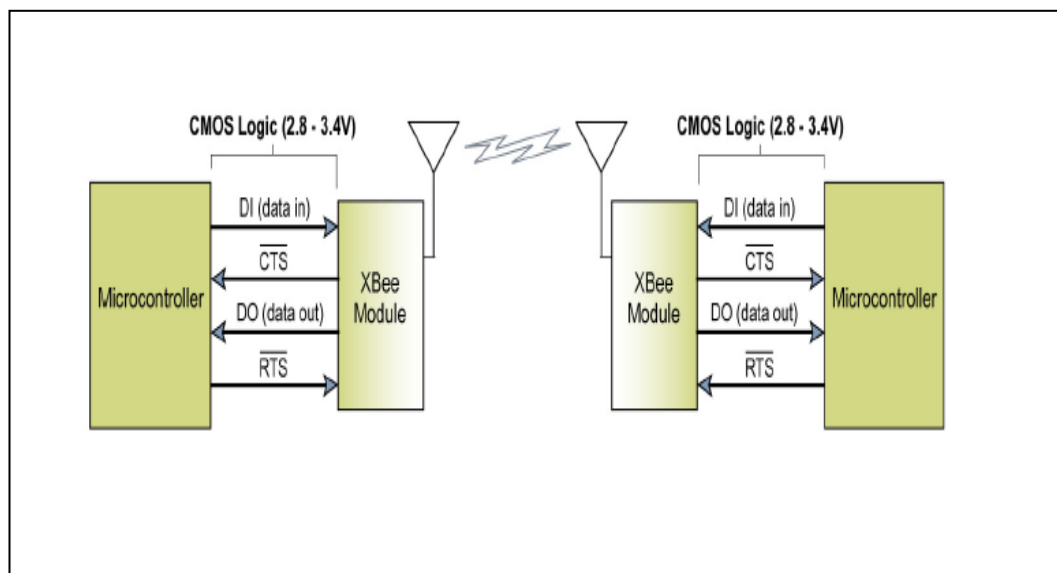 CMOS Logic (2.8 - 3.4V)
CMOS Logic (2.8 - 3.4V)
DI (data in)
CTS
DO (data out)
RTS
Microcontroller
XBee
Module
XBee
Module
DI (data in)
CTS
DO (data out)
RTS
Microcontroller